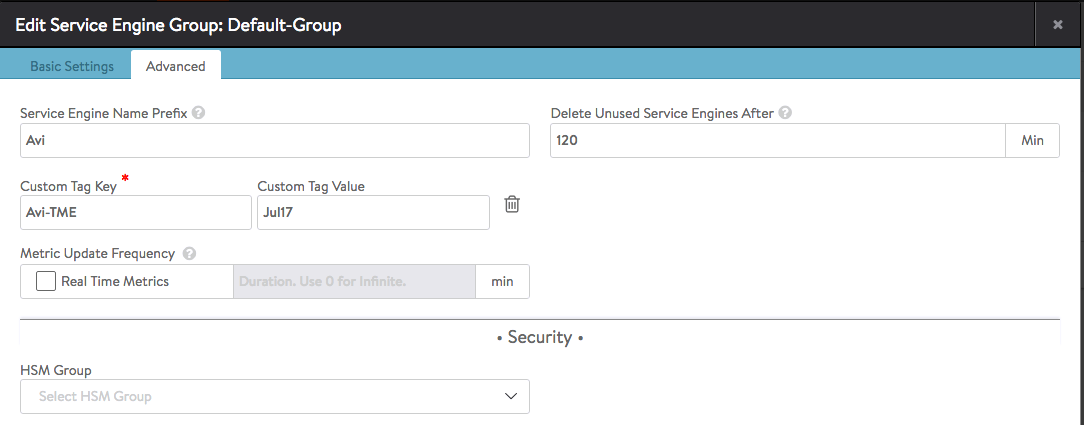 Edit Service Engine Group: Default-Group
Basic Settings
Advanced
Service Engine Name Prefix ?
Delete Unused Service Engines After ?
Avi
120
Min
Custom Tag Key *
Custom Tag Value
Avi-TME
Jul17
Metric Update Frequency ?
Real Time Metrics
Duration. Use 0 for Infinite.
min
• Security •
HSM Group
Select HSM Group